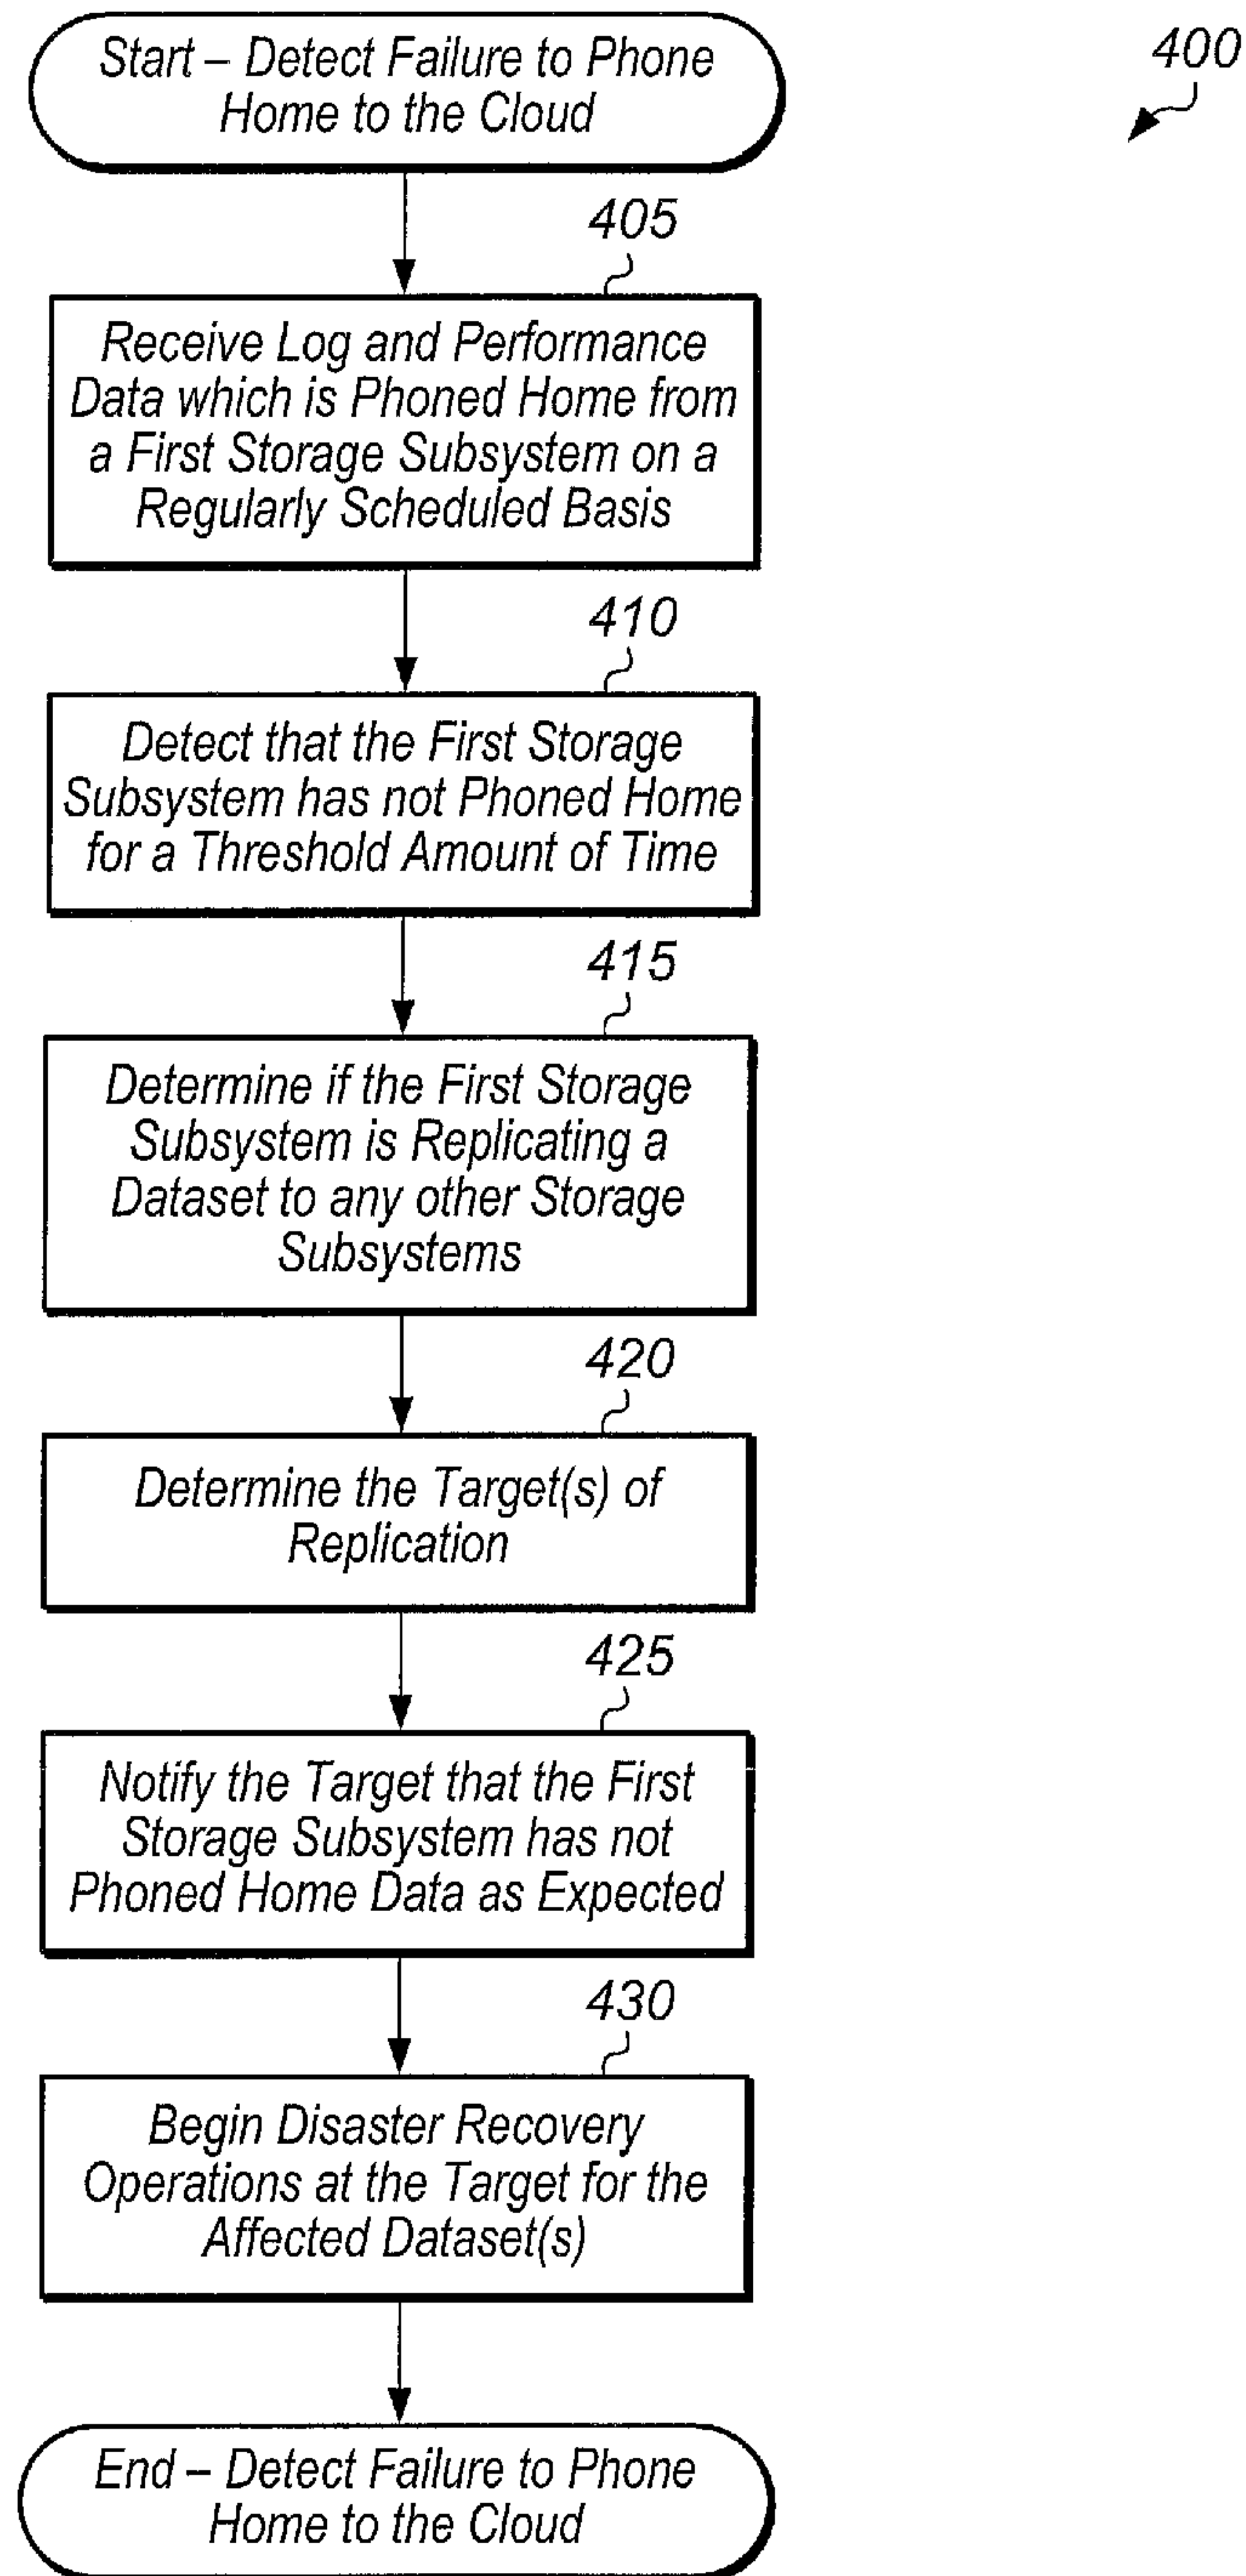 Start – Detect Failure to Phone
Home to the Cloud
400
405
Receive Log and Performance
Data which is Phoned Home from
a First Storage Subsystem on a
Regularly Scheduled Basis
410
Detect that the First Storage
Subsystem has not Phoned Home
for a Threshold Amount of Time
415
Determine if the First Storage
Subsystem is Replicating a
Dataset to any other Storage
Subsystems
420
Determine the Target(s) of
Replication
425
Notify the Target that the First
Storage Subsystem has not
Phoned Home Data as Expected
430
Begin Disaster Recovery
Operations at the Target for the
Affected Dataset(s)
End – Detect Failure to Phone
Home to the Cloud